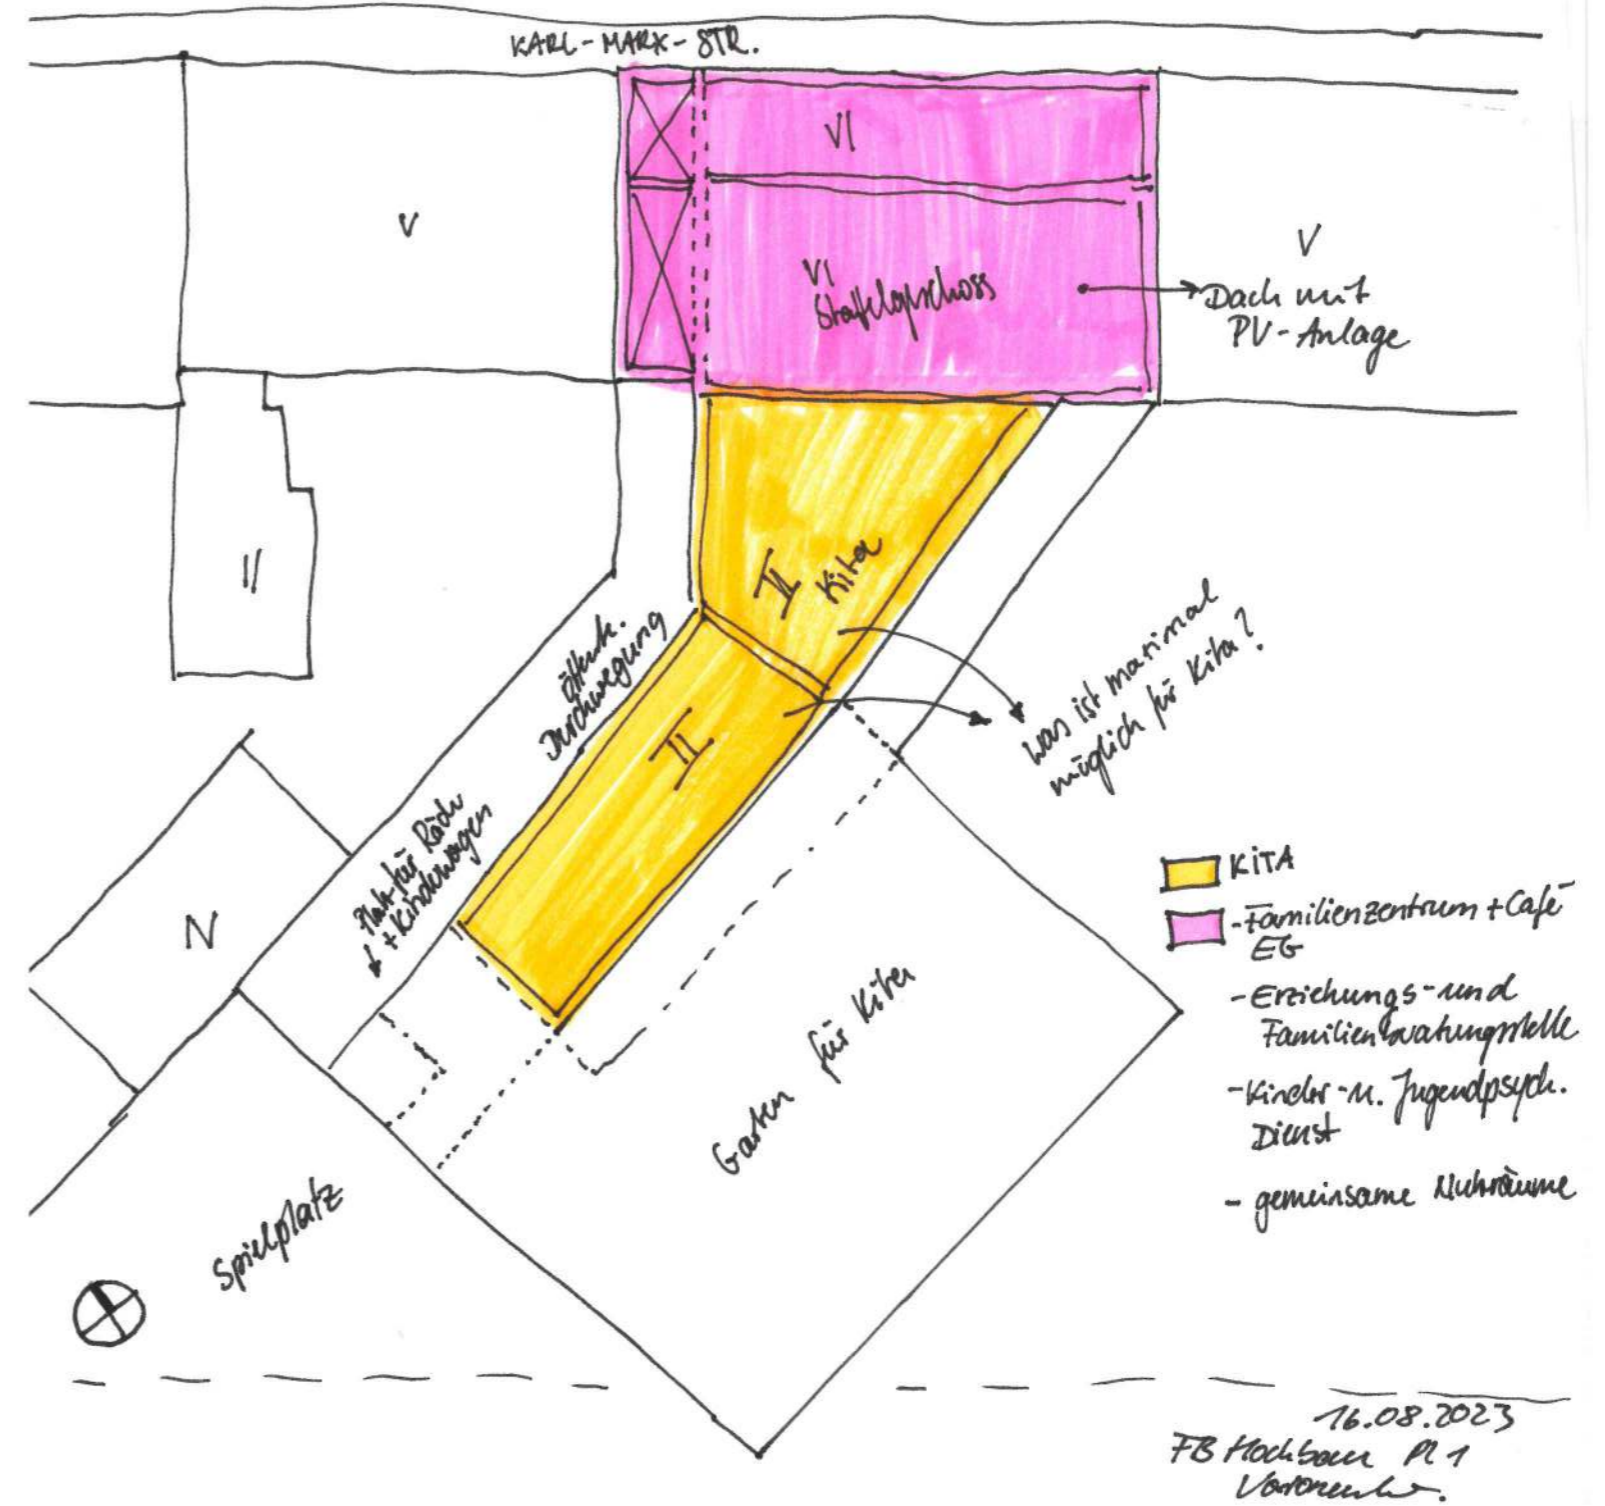 KARL-MARX-STR.
VI
V
VI
Staffelgeschoss
V
Dach mit
PV-Anlage
II
II
Kita
Öffentl.
Durchwegung
was ist maximal
möglich für Kita?
II
Platz für Räder
+ Kinderwagen
IV
Garten für Kita
Spielplatz
KITA
- Familienzentrum + Café
EG
- Erziehungs- und
Familienberatungsstelle
- Kinder- u. Jugendpsych.
Dienst
- gemeinsame
16.08.2023
FB Hochbau Pl 1